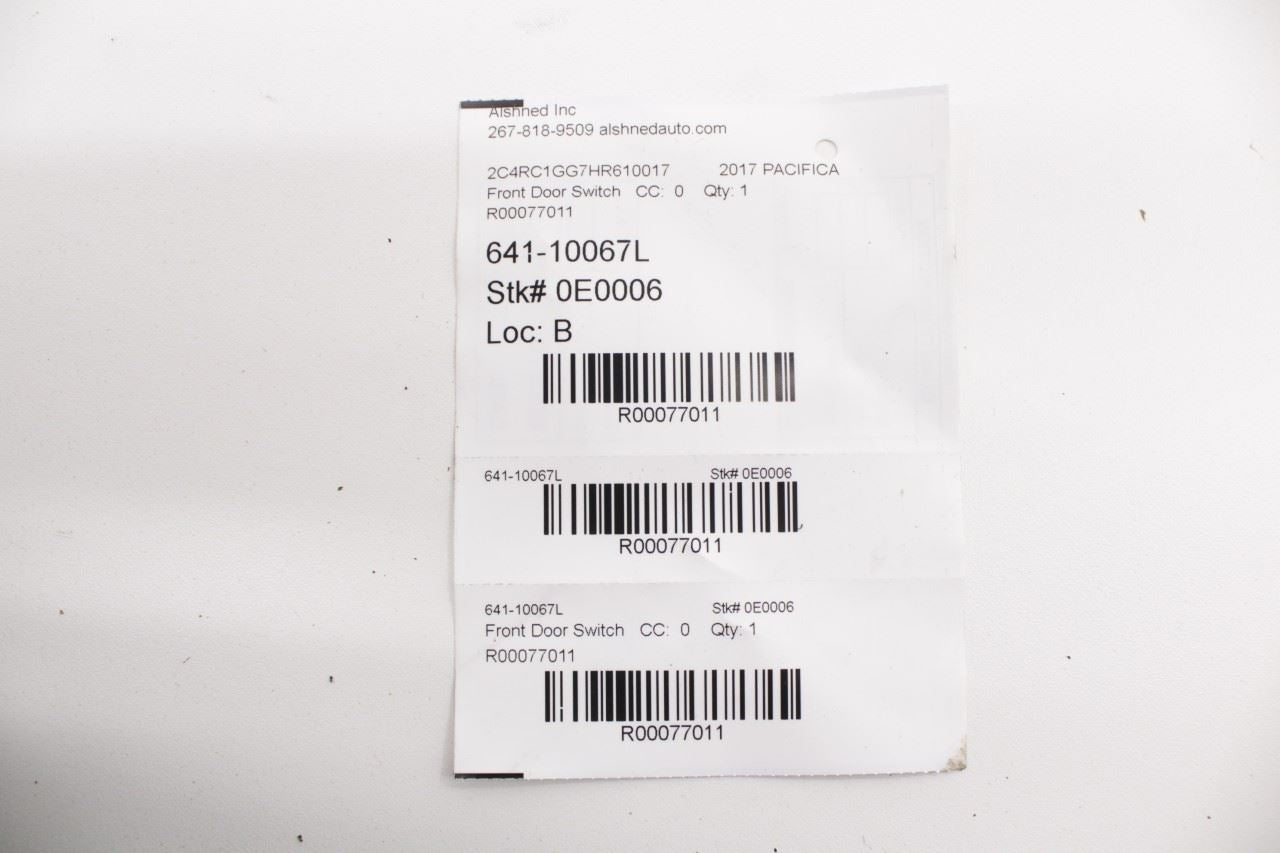 Alshned Inc
267-818-9509 alshnedauto.com
2C4RC1GG7HR610017 2017 PACIFICA
Front Door Switch CC: 0 Qty: 1
R00077011
641-10067L
Stk# 0E0006
Loc: B
R00077011
641-10067L Stk# 0E0006
R00077011
641-10067L Stk# 0E0006
Front Door Switch CC: 0 Qty: 1
R00077011
R00077011